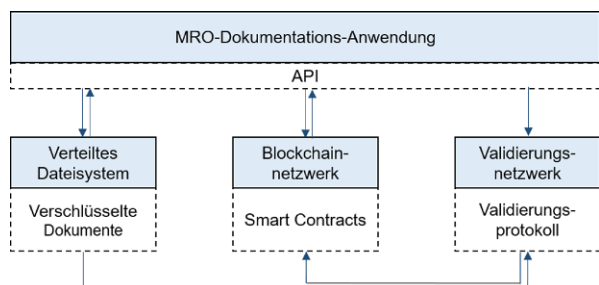 MRO-Dokumentations-Anwendung
API
Verteiltes
Dateisystem
Verschlüsselte
Dokumente
Blockchain-
netzwerk
Smart Contracts
Validierungs-
netzwerk
Validierungs-
protokoll